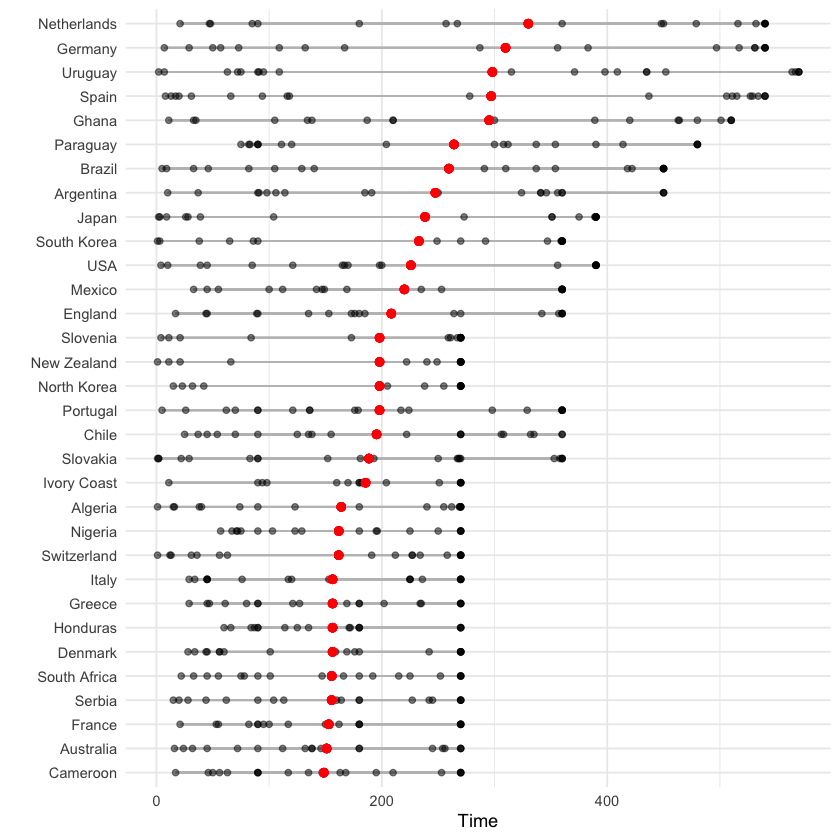 Netherlands
Germany
Uruguay
Spain
Ghana
Paraguay
Brazil
Argentina
Japan
South Korea
USA
Mexico
England
Slovenia
New Zealand
North Korea
Portugal
Chile
Slovakia
Ivory Coast
Algeria
Nigeria
Switzerland
Italy
Greece
Honduras
Denmark
South Africa
Serbia
France
Australia
Cameroon
0 200 400
Time